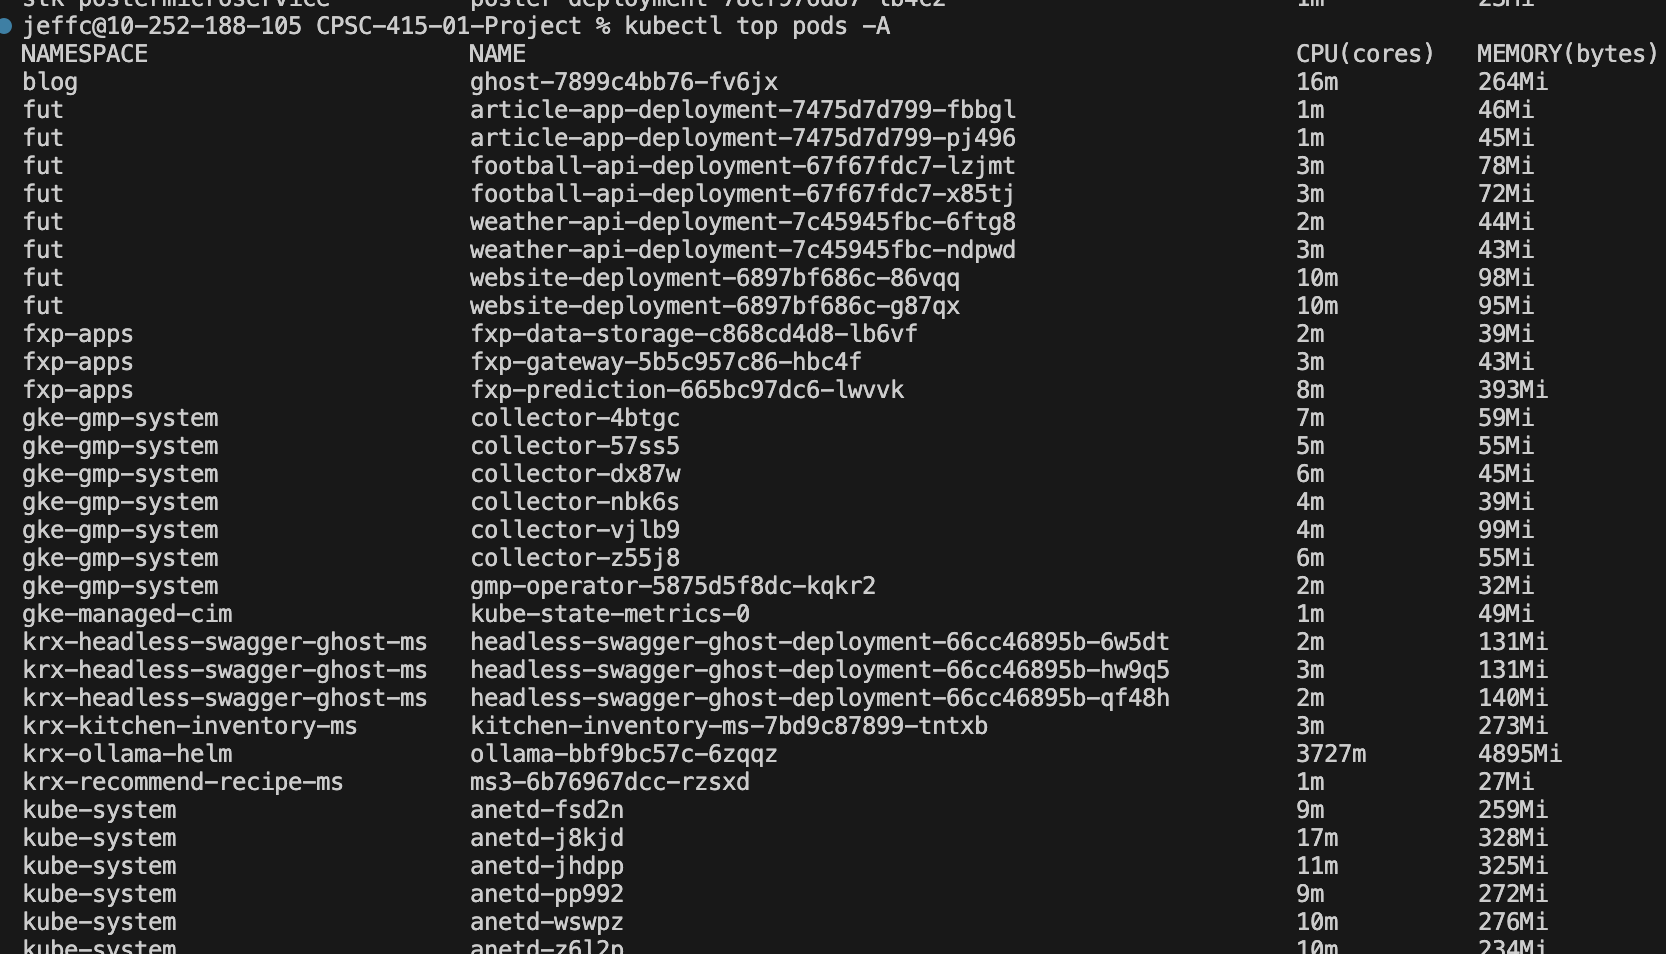 stk-postermicroservice poster-deployment-78cf976d87-lb4c2 1m 23Mi
jeffc@10-252-188-105 CPSC-415-01-Project % kubectl top pods -A
NAMESPACE NAME CPU(cores) MEMORY(bytes)
blog ghost-7899c4bb76-fv6jx 16m 264Mi
fut article-app-deployment-7475d7d799-fbbgl 1m 46Mi
fut article-app-deployment-7475d7d799-pj496 1m 45Mi
fut football-api-deployment-67f67fdc7-lzjmt 3m 78Mi
fut football-api-deployment-67f67fdc7-x85tj 3m 72Mi
fut weather-api-deployment-7c45945fbc-6ftg8 2m 44Mi
fut weather-api-deployment-7c45945fbc-ndpwd 3m 43Mi
fut website-deployment-6897bf686c-86vqq 10m 98Mi
fut website-deployment-6897bf686c-g87qx 10m 95Mi
fxp-apps fxp-data-storage-c868cd4d8-lb6vf 2m 39Mi
fxp-apps fxp-gateway-5b5c957c86-hbc4f 3m 43Mi
fxp-apps fxp-prediction-665bc97dc6-lwvvk 8m 393Mi
gke-gmp-system collector-4btgc 7m 59Mi
gke-gmp-system collector-57ss5 5m 55Mi
gke-gmp-system collector-dx87w 6m 45Mi
gke-gmp-system collector-nbk6s 4m 39Mi
gke-gmp-system collector-vjlb9 4m 99Mi
gke-gmp-system collector-z55j8 6m 55Mi
gke-gmp-system gmp-operator-5875d5f8dc-kqkr2 2m 32Mi
gke-managed-cim kube-state-metrics-0 1m 49Mi
krx-headless-swagger-ghost-ms headless-swagger-ghost-deployment-66cc46895b-6w5dt 2m 131Mi
krx-headless-swagger-ghost-ms headless-swagger-ghost-deployment-66cc46895b-hw9q5 3m 131Mi
krx-headless-swagger-ghost-ms headless-swagger-ghost-deployment-66cc46895b-qf48h 2m 140Mi
krx-kitchen-inventory-ms kitchen-inventory-ms-7bd9c87899-tntxb 3m 273Mi
krx-ollama-helm ollama-bbf9bc57c-6zqqz 3727m 4895Mi
krx-recommend-recipe-ms ms3-6b76967dcc-rzsxd 1m 27Mi
kube-system anetd-fsd2n 9m 259Mi
kube-system anetd-j8kjd 17m 328Mi
kube-system anetd-jhdpp 11m 325Mi
kube-system anetd-pp992 9m 272Mi
kube-system anetd-wswpz 10m 276Mi
kube-system anetd-z6l2p 10m 234Mi